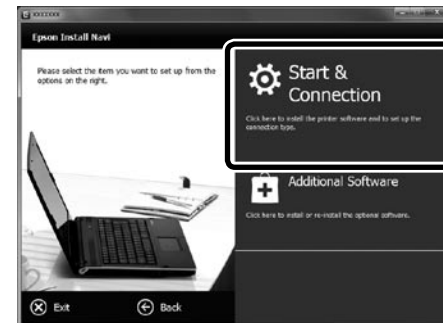 Epson Install Navi
Please select the item you want to set up from the
options on the right.
Start &
Connection
Click here to install the printer software and to set up the
connection type.
Additional Software
Click here to install or re-install the optional software.
Exit
Back